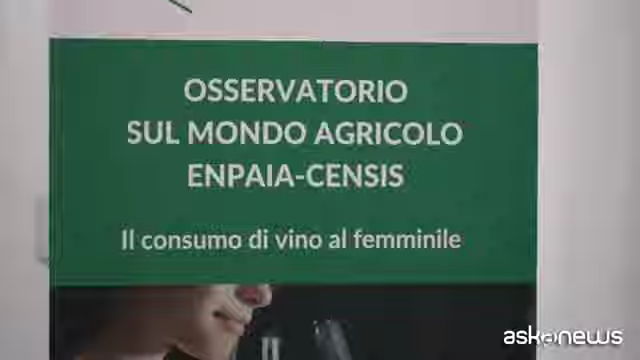 OSSERVATORIO
SUL MONDO AGRICOLO
ENPAIA-CENSIS
Il consumo di vino al femminile
askanews